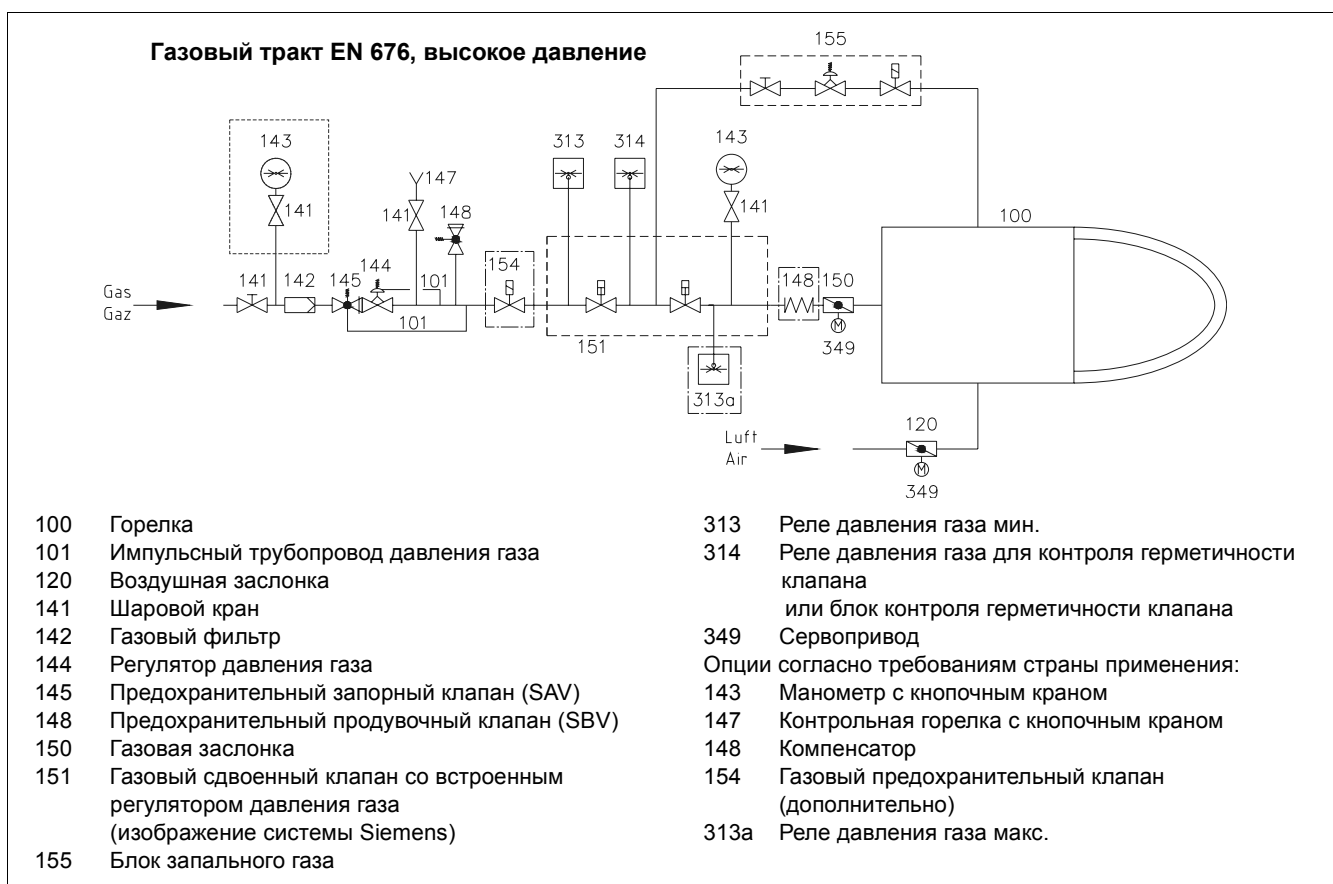 Газовый тракт EN 676, высокое давление
155
143
313
314
143
147
141
141
148
141
100
141
142
145
144
101
154
148
150
Gas
Gaz
101
151
349
313a
Luft
Air
120
349
100 Горелка
101 Импульсный трубопровод давления газа
120 Воздушная заслонка
141 Шаровой кран
142 Газовый фильтр
144 Регулятор давления газа
145 Предохранительный запорный клапан (SAV)
148 Предохранительный продувочный клапан (SBV)
150 Газовая заслонка
151 Газовый сдвоенный клапан со встроенным
регулятором давления газа
(изображение системы Siemens)
155 Блок запального газа
313 Реле давления газа мин.
314 Реле давления газа для контроля герметичности
клапана
или блок контроля герметичности клапана
349 Сервопривод
Опции согласно требованиям страны применения:
143 Манометр с кнопочным краном
147 Контрольная горелка с кнопочным краном
148 Компенсатор
154 Газовый предохранительный клапан
(дополнительно)
313a Реле давления газа макс.
M
M